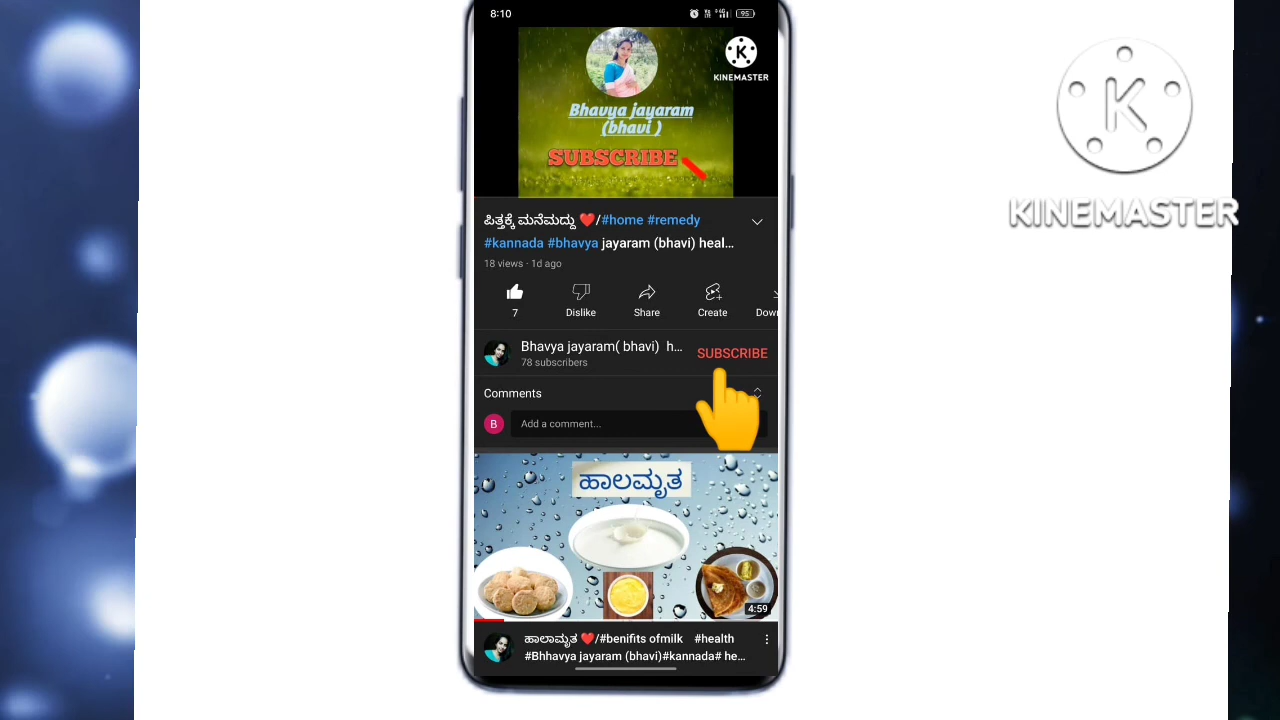 8:10
95
KINEMASTER
Bhavya jayaram
(bhavi )
SUBSCRIBE
KINEMASTER
ಪಿತ್ತಕ್ಕೆ ಮನೆಮದ್ದು ❤️/#home #remedy
#kannada #bhavya jayaram (bhavi) heal...
18 views · 1d ago
7
Dislike
Share
Create
Dow
Bhavya jayaram( bhavi) h...
SUBSCRIBE
78 subscribers
Comments
B
Add a comment...
ಹಾಲಮೃತ
4:59
ಹಾಲಾಮೃತ ❤️/#benifits ofmilk #health
#Bhhavya jayaram (bhavi)#kannada# he...